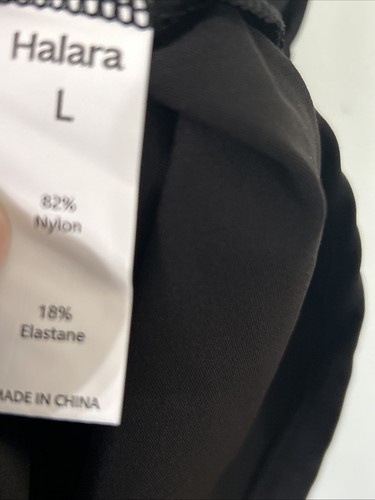 Halara
L
82%
Nylon
18%
Elastane
MADE IN CHINA